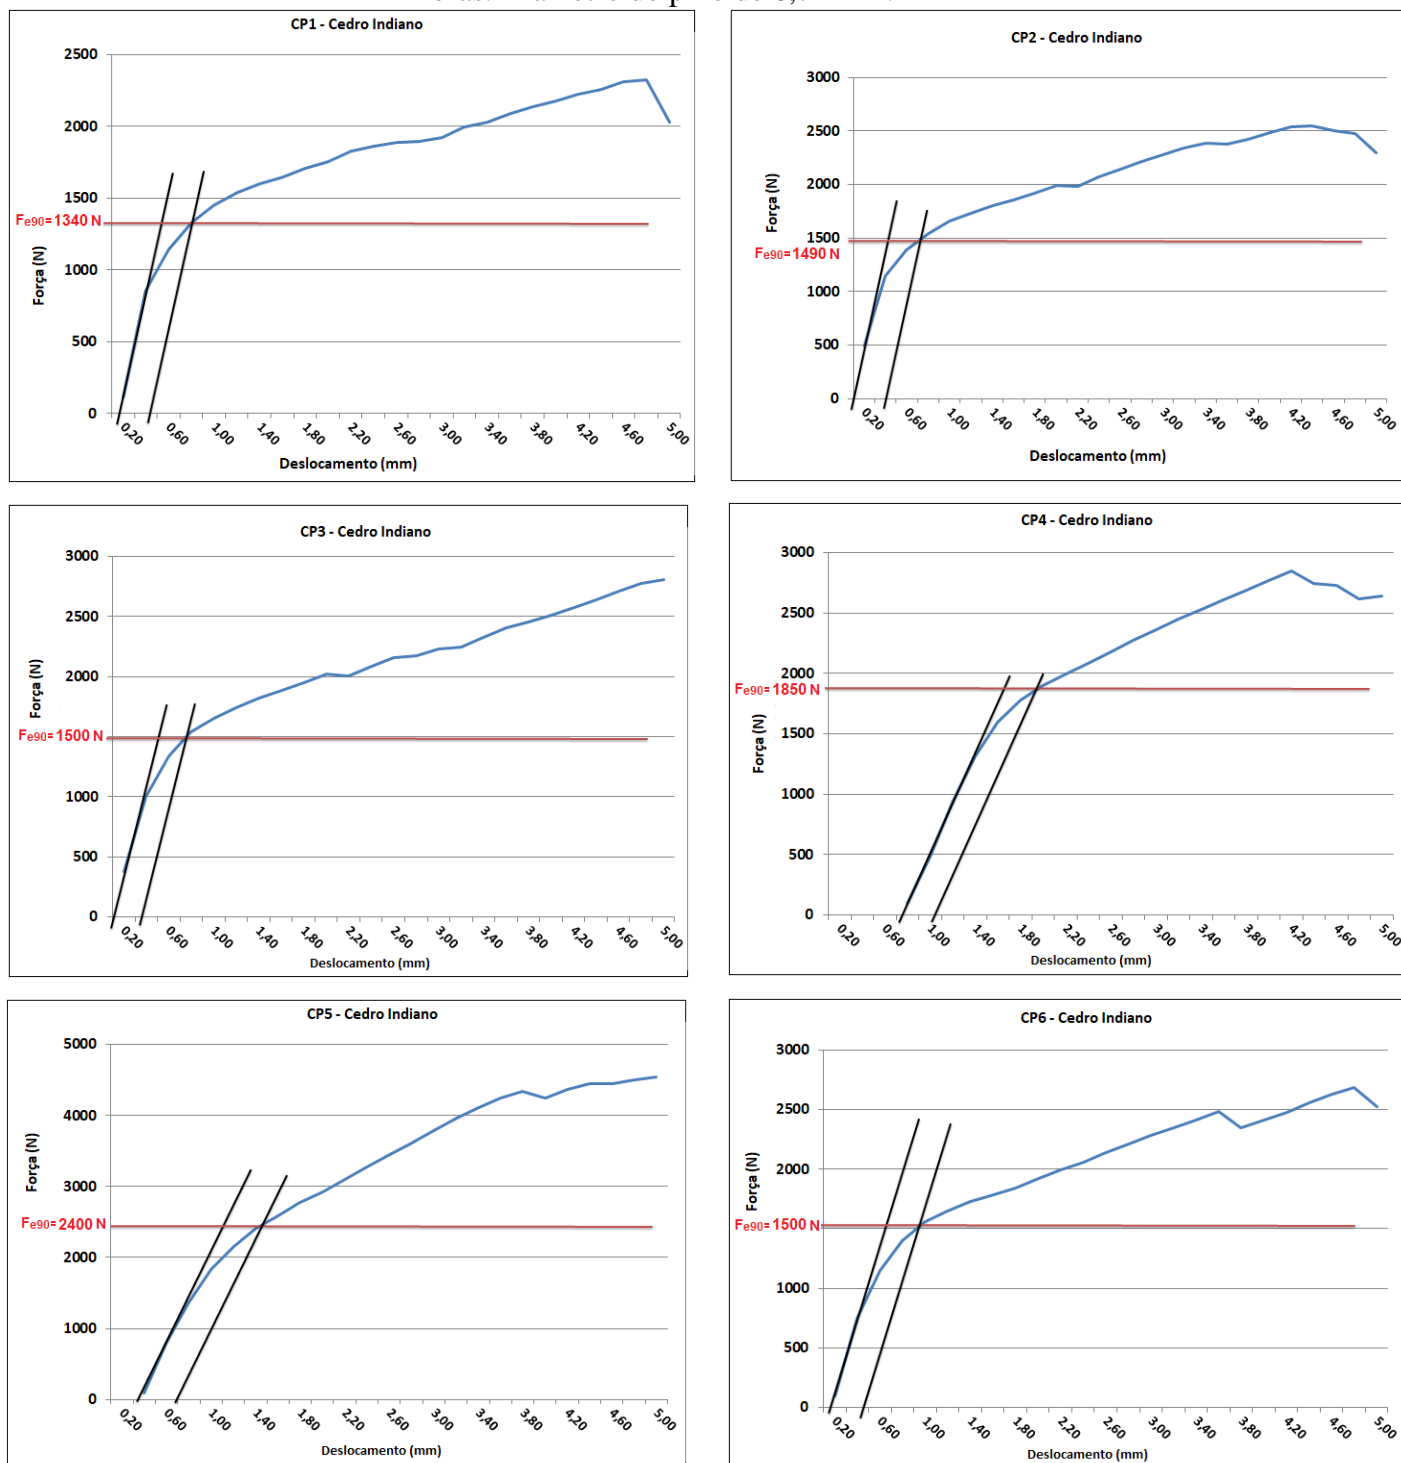 CP1 - Cedro Indiano
2500
2000
1500
Fe90= 1340 N
1000
500
0
Força (N)
0,20 0,60 1,00 1,40 1,80 2,20 2,60 3,00 3,40 3,80 4,20 4,60 5,00
Deslocamento (mm)
CP2 - Cedro Indiano
3000
2500
2000
1500
Fe90= 1490 N
1000
500
0
Força (N)
0,20 0,60 1,00 1,40 1,80 2,20 2,60 3,00 3,40 3,80 4,20 4,60 5,00
Deslocamento (mm)
CP3 - Cedro Indiano
3000
2500
2000
Fe90= 1500 N
1000
500
0
Força (N)
0,20 0,60 1,00 1,40 1,80 2,20 2,60 3,00 3,40 3,80 4,20 4,60 5,00
Deslocamento (mm)
CP4 - Cedro Indiano
3000
2500
2000
Fe90= 1850 N
1500
1000
500
0
Força (N)
0,20 0,60 1,00 1,40 1,80 2,20 2,60 3,00 3,40 3,80 4,20 4,60 5,00
Deslocamento (mm)
CP5 - Cedro Indiano
5000
4000
3000
Fe90= 2400 N
2000
1000
0
Força (N)
0,20 0,60 1,00 1,40 1,80 2,20 2,60 3,00 3,40 3,80 4,20 4,60 5,00
Deslocamento (mm)
CP6 - Cedro Indiano
3000
2500
2000
Fe90= 1500 N
1000
500
0
Força (N)
0,20 0,60 1,00 1,40 1,80 2,20 2,60 3,00 3,40 3,80 4,20 4,60 5,00
Deslocamento (mm)